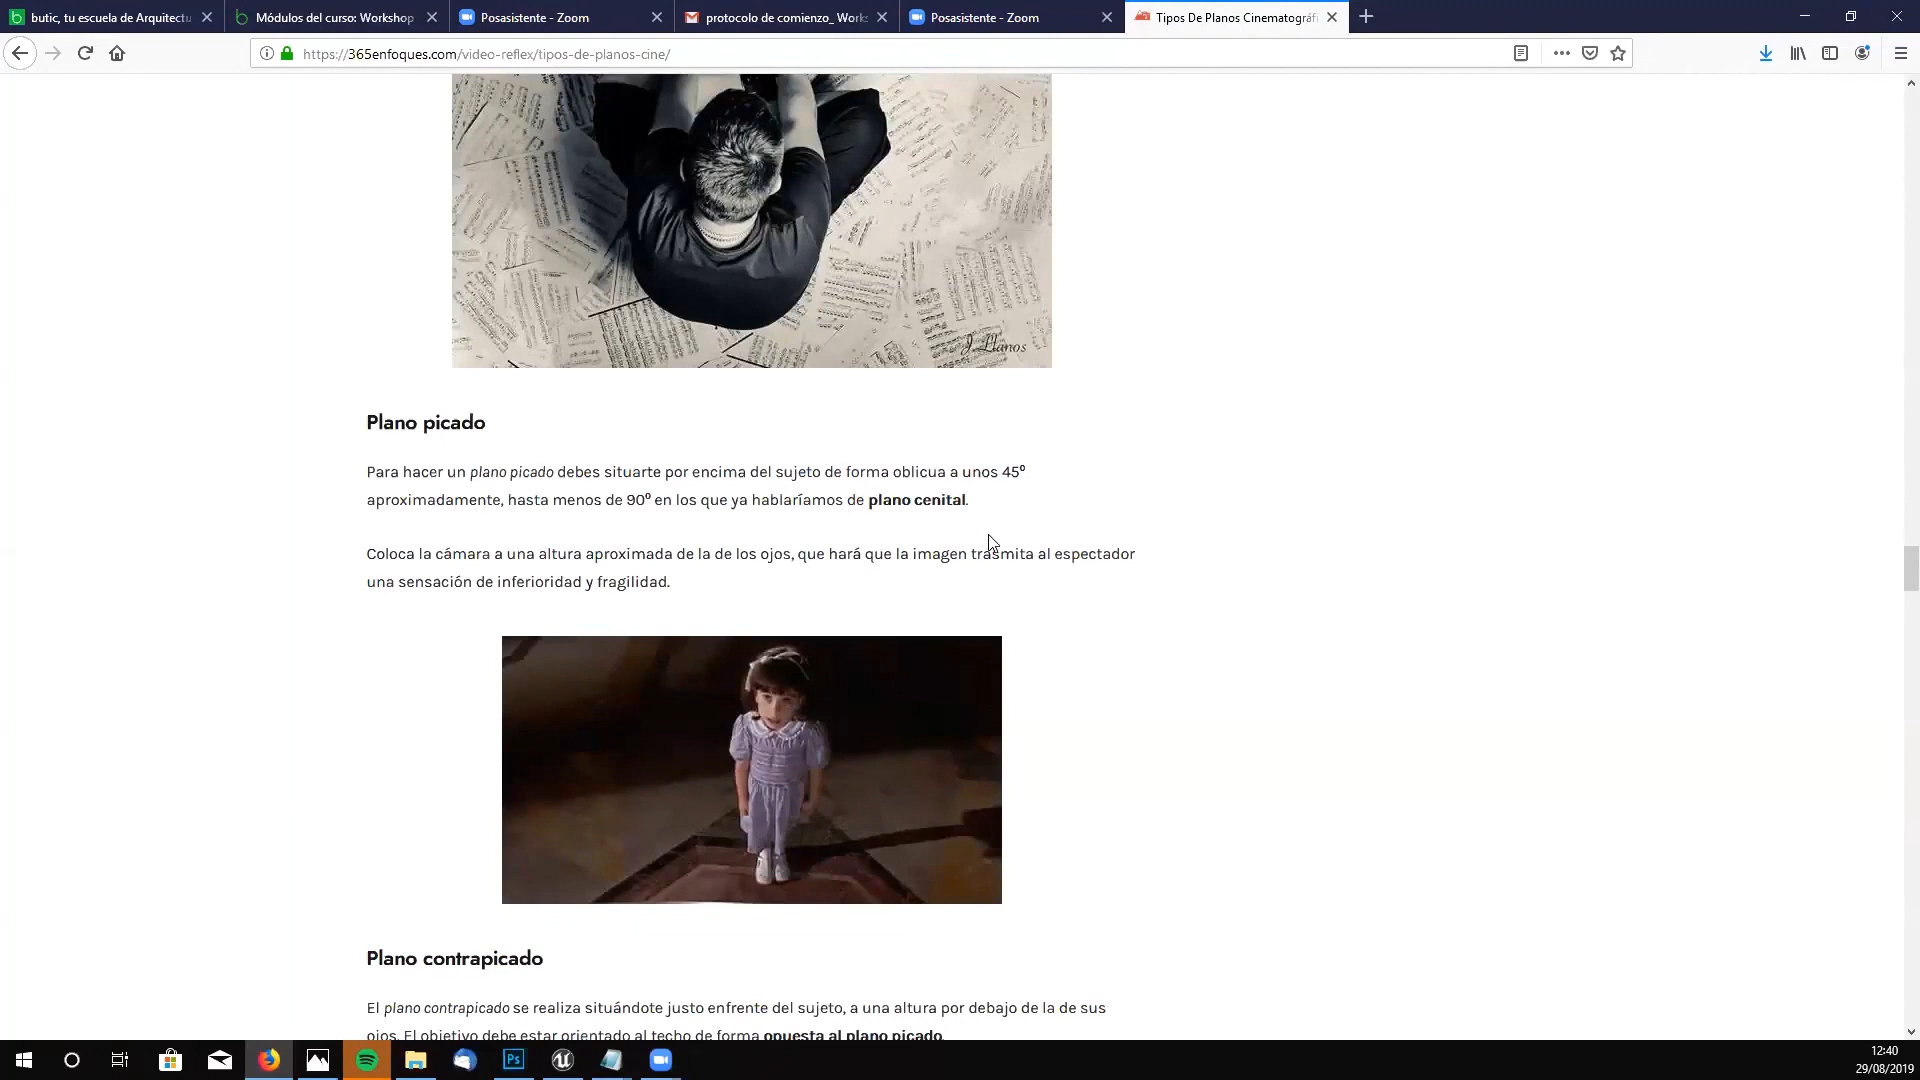 butic, tu escuela de Arquitectu
Módulos del curso: Workshop
Posasistente - Zoom
protocolo de comienzo_ Work
Posasistente - Zoom
Tipos De Planos Cinematográfi
https://365enfoques.com/video-reflex/tipos-de-planos-cine/
J. Llanos
Plano picado
Para hacer un plano picado debes situarte por encima del sujeto de forma oblicua a unos 45º
aproximadamente, hasta menos de 90º en los que ya hablaríamos de plano cenital.
Coloca la cámara a una altura aproximada de la de los ojos, que hará que la imagen trasmita al espectador
una sensación de inferioridad y fragilidad.
Plano contrapicado
El plano contrapicado se realiza situándote justo enfrente del sujeto, a una altura por debajo de la de sus
ojos. El objetivo debe estar orientado al techo de forma opuesta al plano picado.
Ps
12:40
29/08/2019